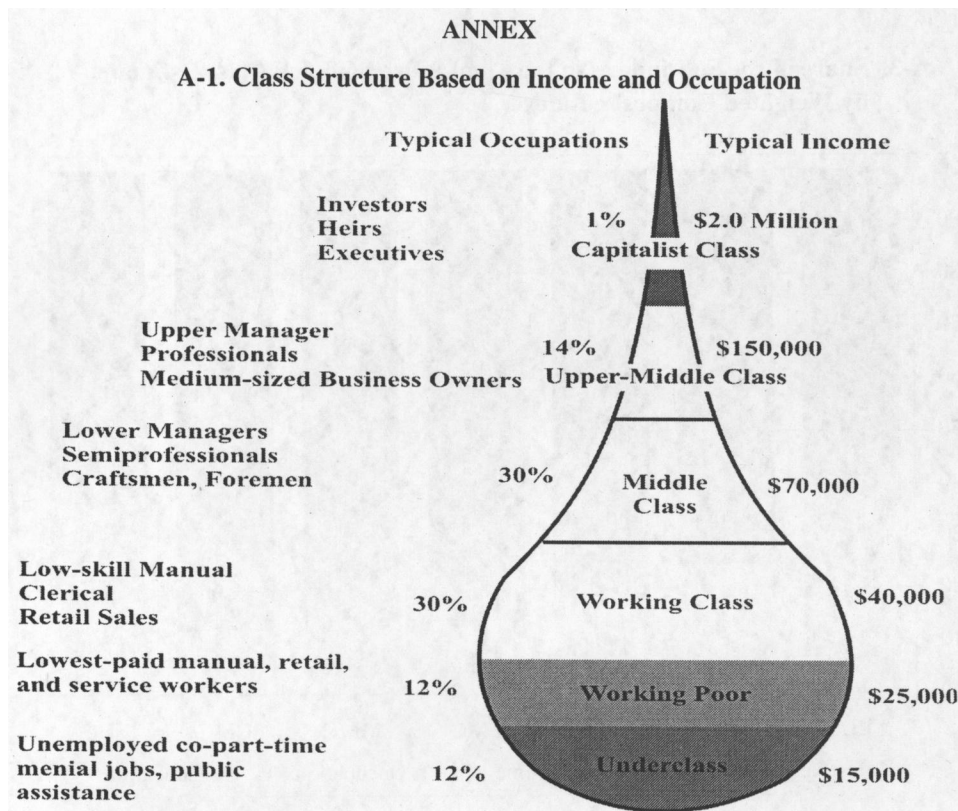 ANNEX
A-1. Class Structure Based on Income and Occupation
Typical Occupations
Typical Income
Investors
Heirs
Executives
1%
$2.0 Million
Capitalist Class
Upper Manager
Professionals
Medium-sized Business Owners
14%
$150,000
Upper-Middle Class
Lower Managers
Semiprofessionals
Craftsmen, Foremen
30%
Middle
Class
$70,000
Low-skill Manual
Clerical
Retail Sales
30%
Working Class
$40,000
Lowest-paid manual, retail,
and service workers
12%
Working Poor
$25,000
Unemployed co-part-time
menial jobs, public
assistance
12%
Underclass
$15,000